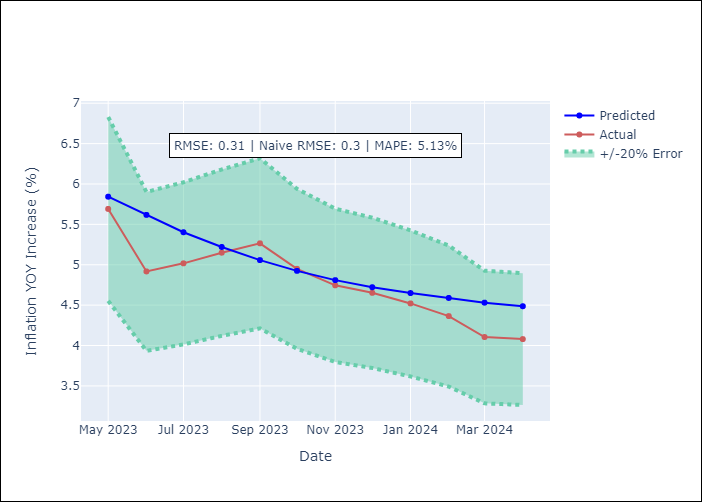 RMSE: 0.31 | Naive RMSE: 0.3 | MAPE: 5.13%
Predicted
Actual
+/-20% Error
Inflation YOY Increase (%)
7
6.5
6
5.5
5
4.5
4
3.5
May 2023
Jul 2023
Sep 2023
Nov 2023
Jan 2024
Mar 2024
Date